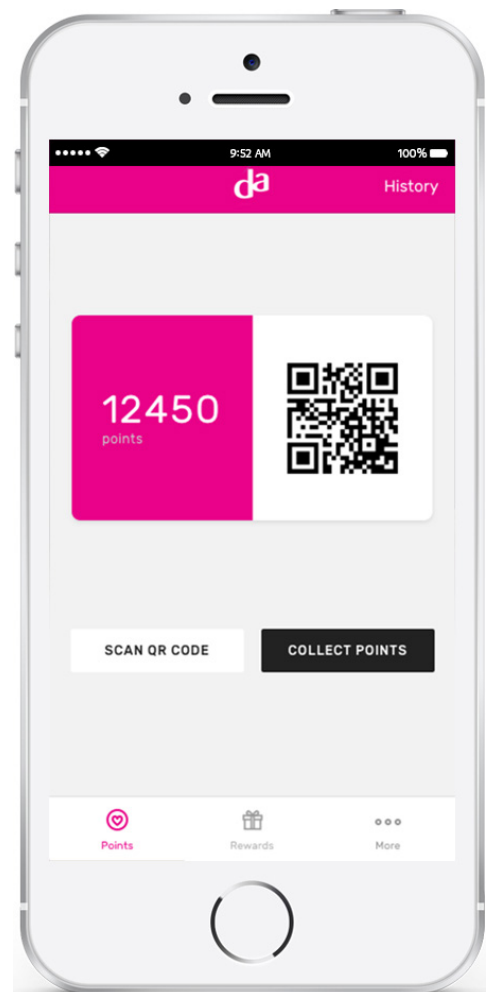 9:52 AM 100%
da History
12450
points
SCAN QR CODE COLLECT POINTS
Points Rewards More